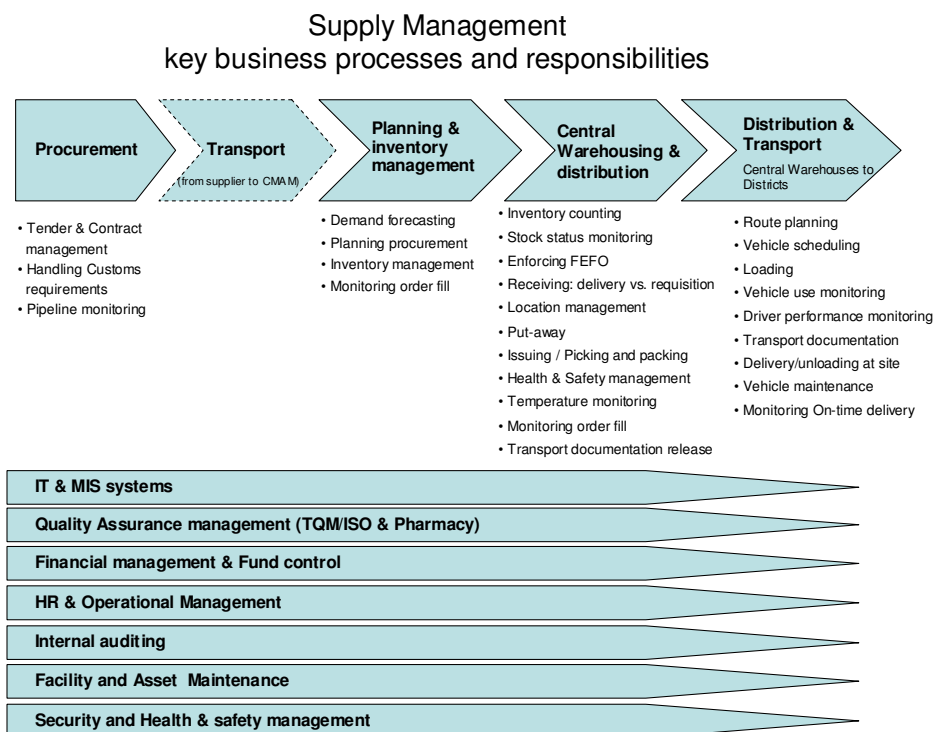 Supply Management
key business processes and responsibilities
Procurement
Transport
(from supplier to CMAM)
Planning &
inventory
management
Central
Warehousing &
distribution
Distribution &
Transport
Central Warehouses to
Districts
• Tender & Contract
management
• Handling Customs
requirements
• Pipeline monitoring
• Demand forecasting
• Planning procurement
• Inventory management
• Monitoring order fill
• Inventory counting
• Stock status monitoring
• Enforcing FEFO
• Receiving: delivery vs. requisition
• Location management
• Put-away
• Issuing / Picking and packing
• Health & Safety management
• Temperature monitoring
• Monitoring order fill
• Transport documentation release
• Route planning
• Vehicle scheduling
• Loading
• Vehicle use monitoring
• Driver performance monitoring
• Transport documentation
• Delivery/unloading at site
• Vehicle maintenance
• Monitoring On-time delivery
IT & MIS systems
Quality Assurance management (TQM/ISO & Pharmacy)
Financial management & Fund control
HR & Operational Management
Internal auditing
Facility and Asset Maintenance
Security and Health & safety management